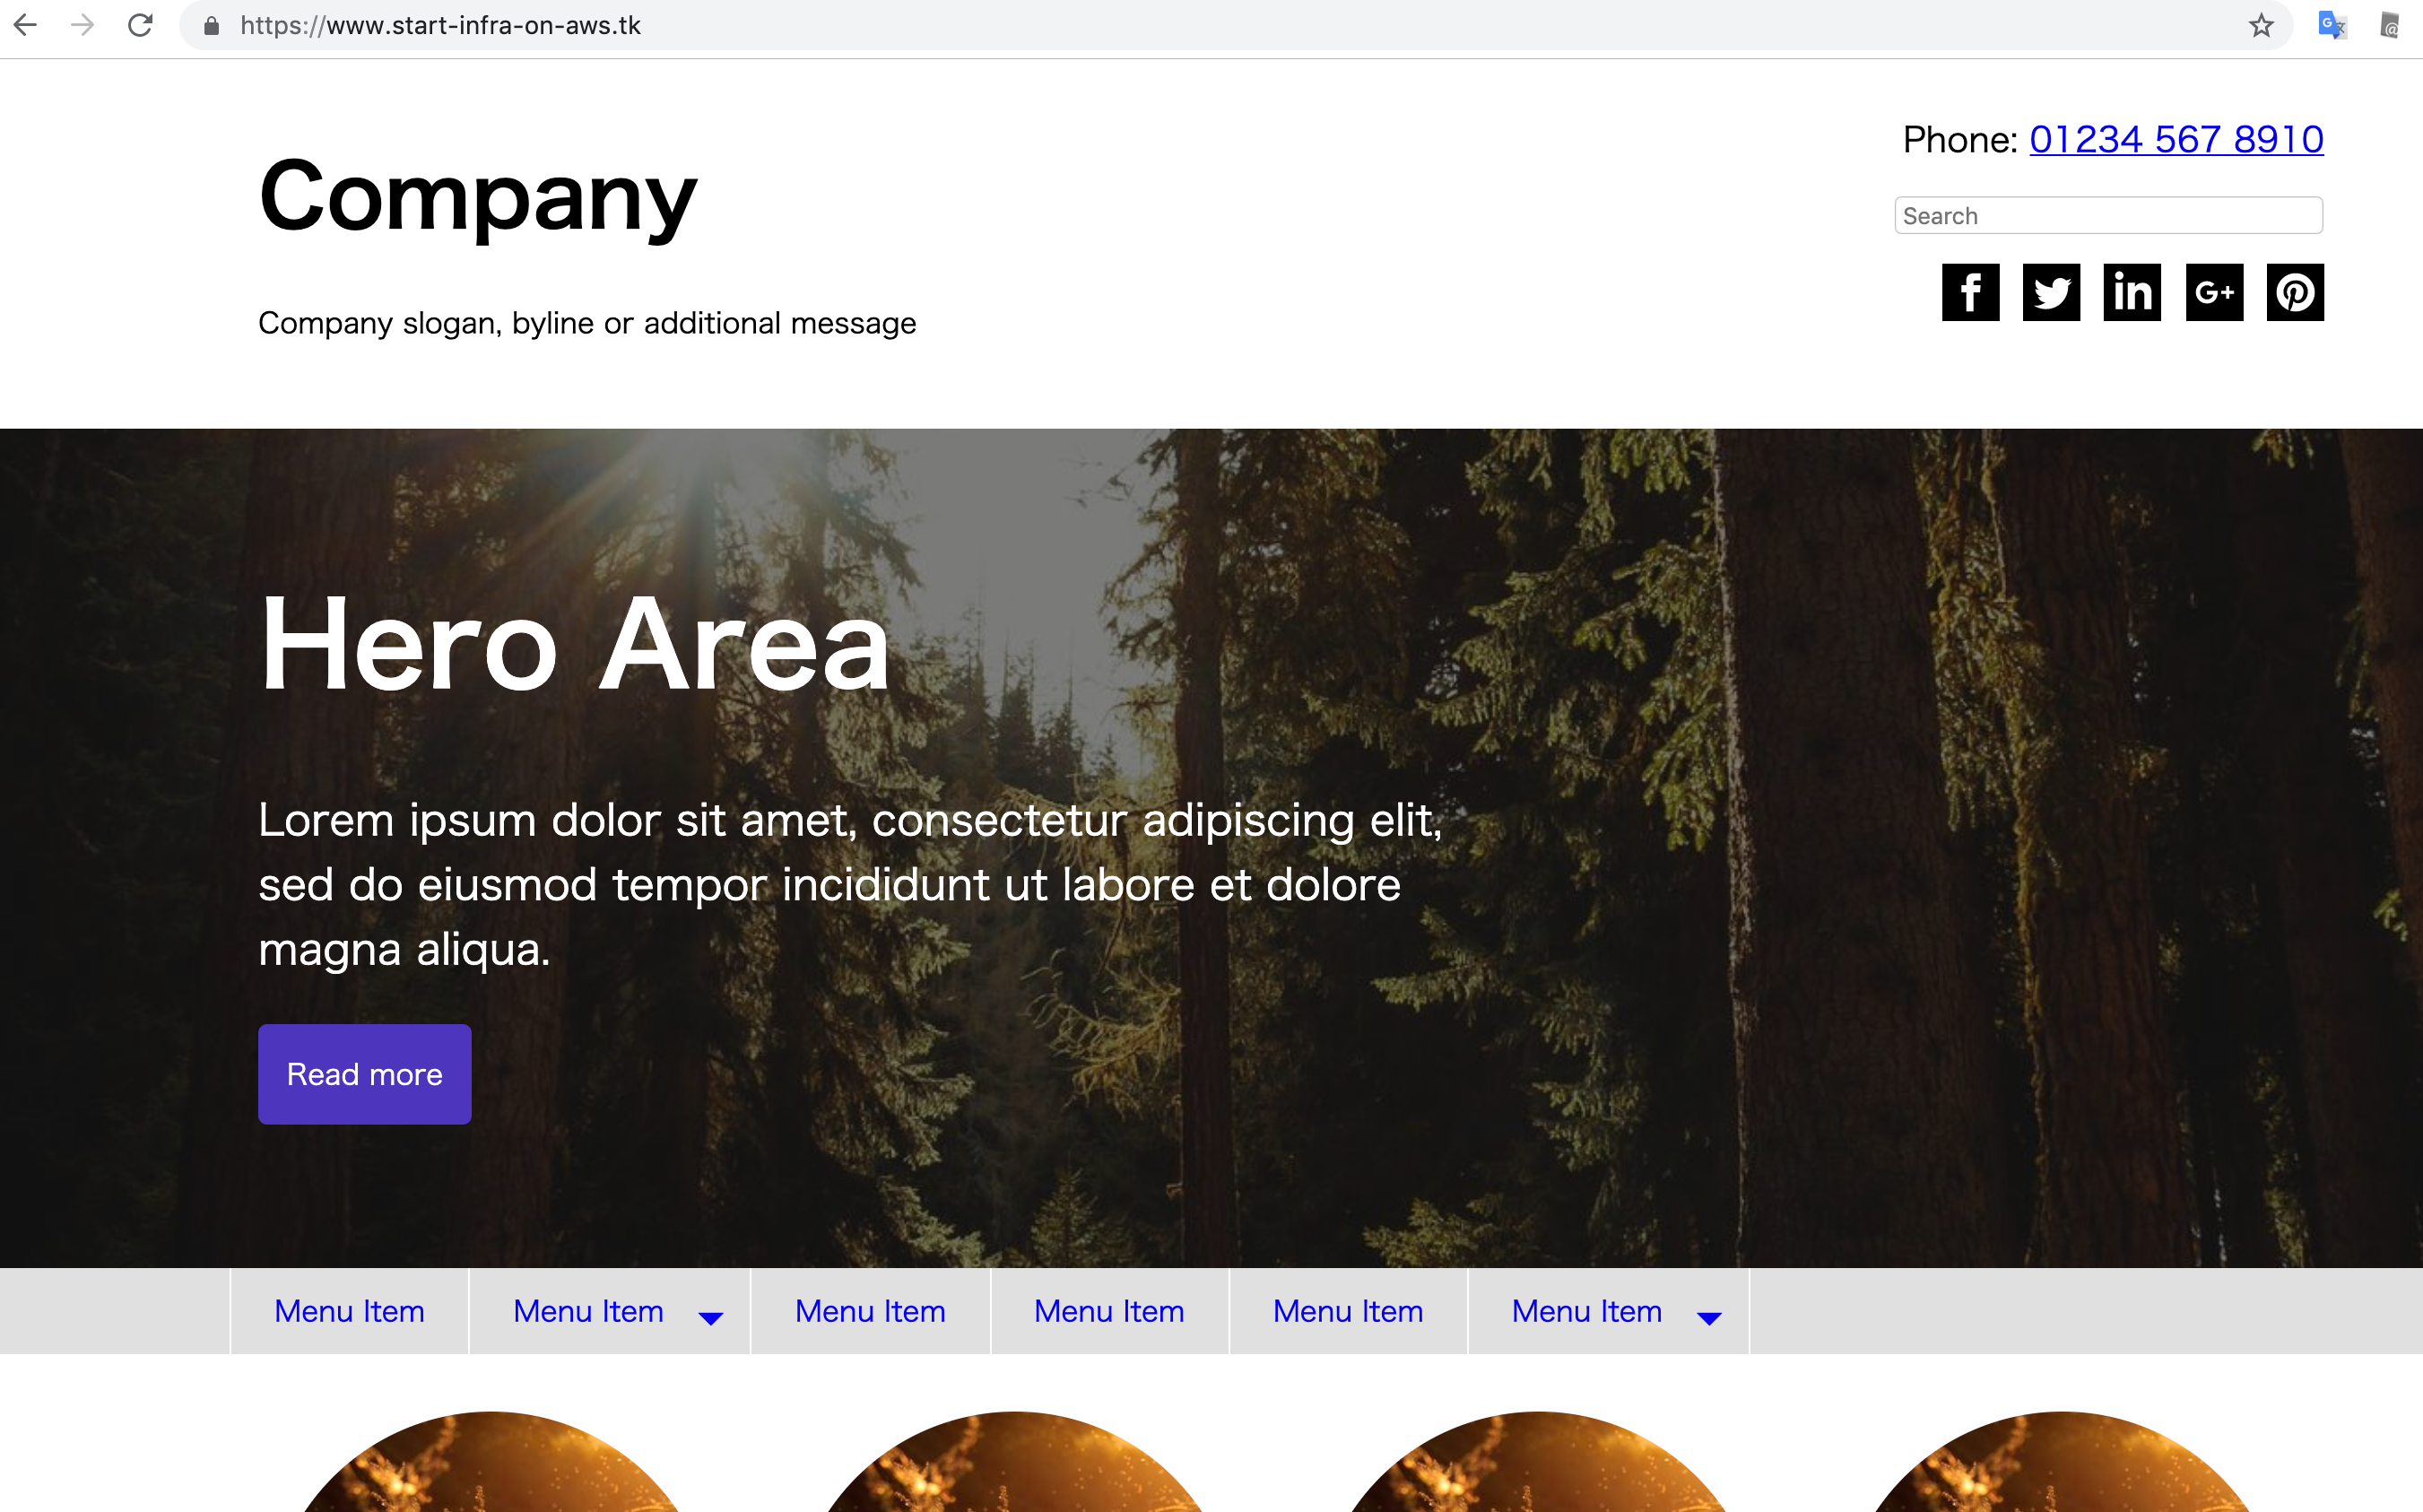 https://www.start-infra-on-aws.tk
Phone: 01234 567 8910
Company
Search
f in G+
Company slogan, byline or additional message
Hero Area
Lorem ipsum dolor sit amet, consectetur adipiscing elit,
sed do eiusmod tempor incididunt ut labore et dolore
magna aliqua.
Read more
Menu Item Menu Item Menu Item Menu Item Menu Item Menu Item